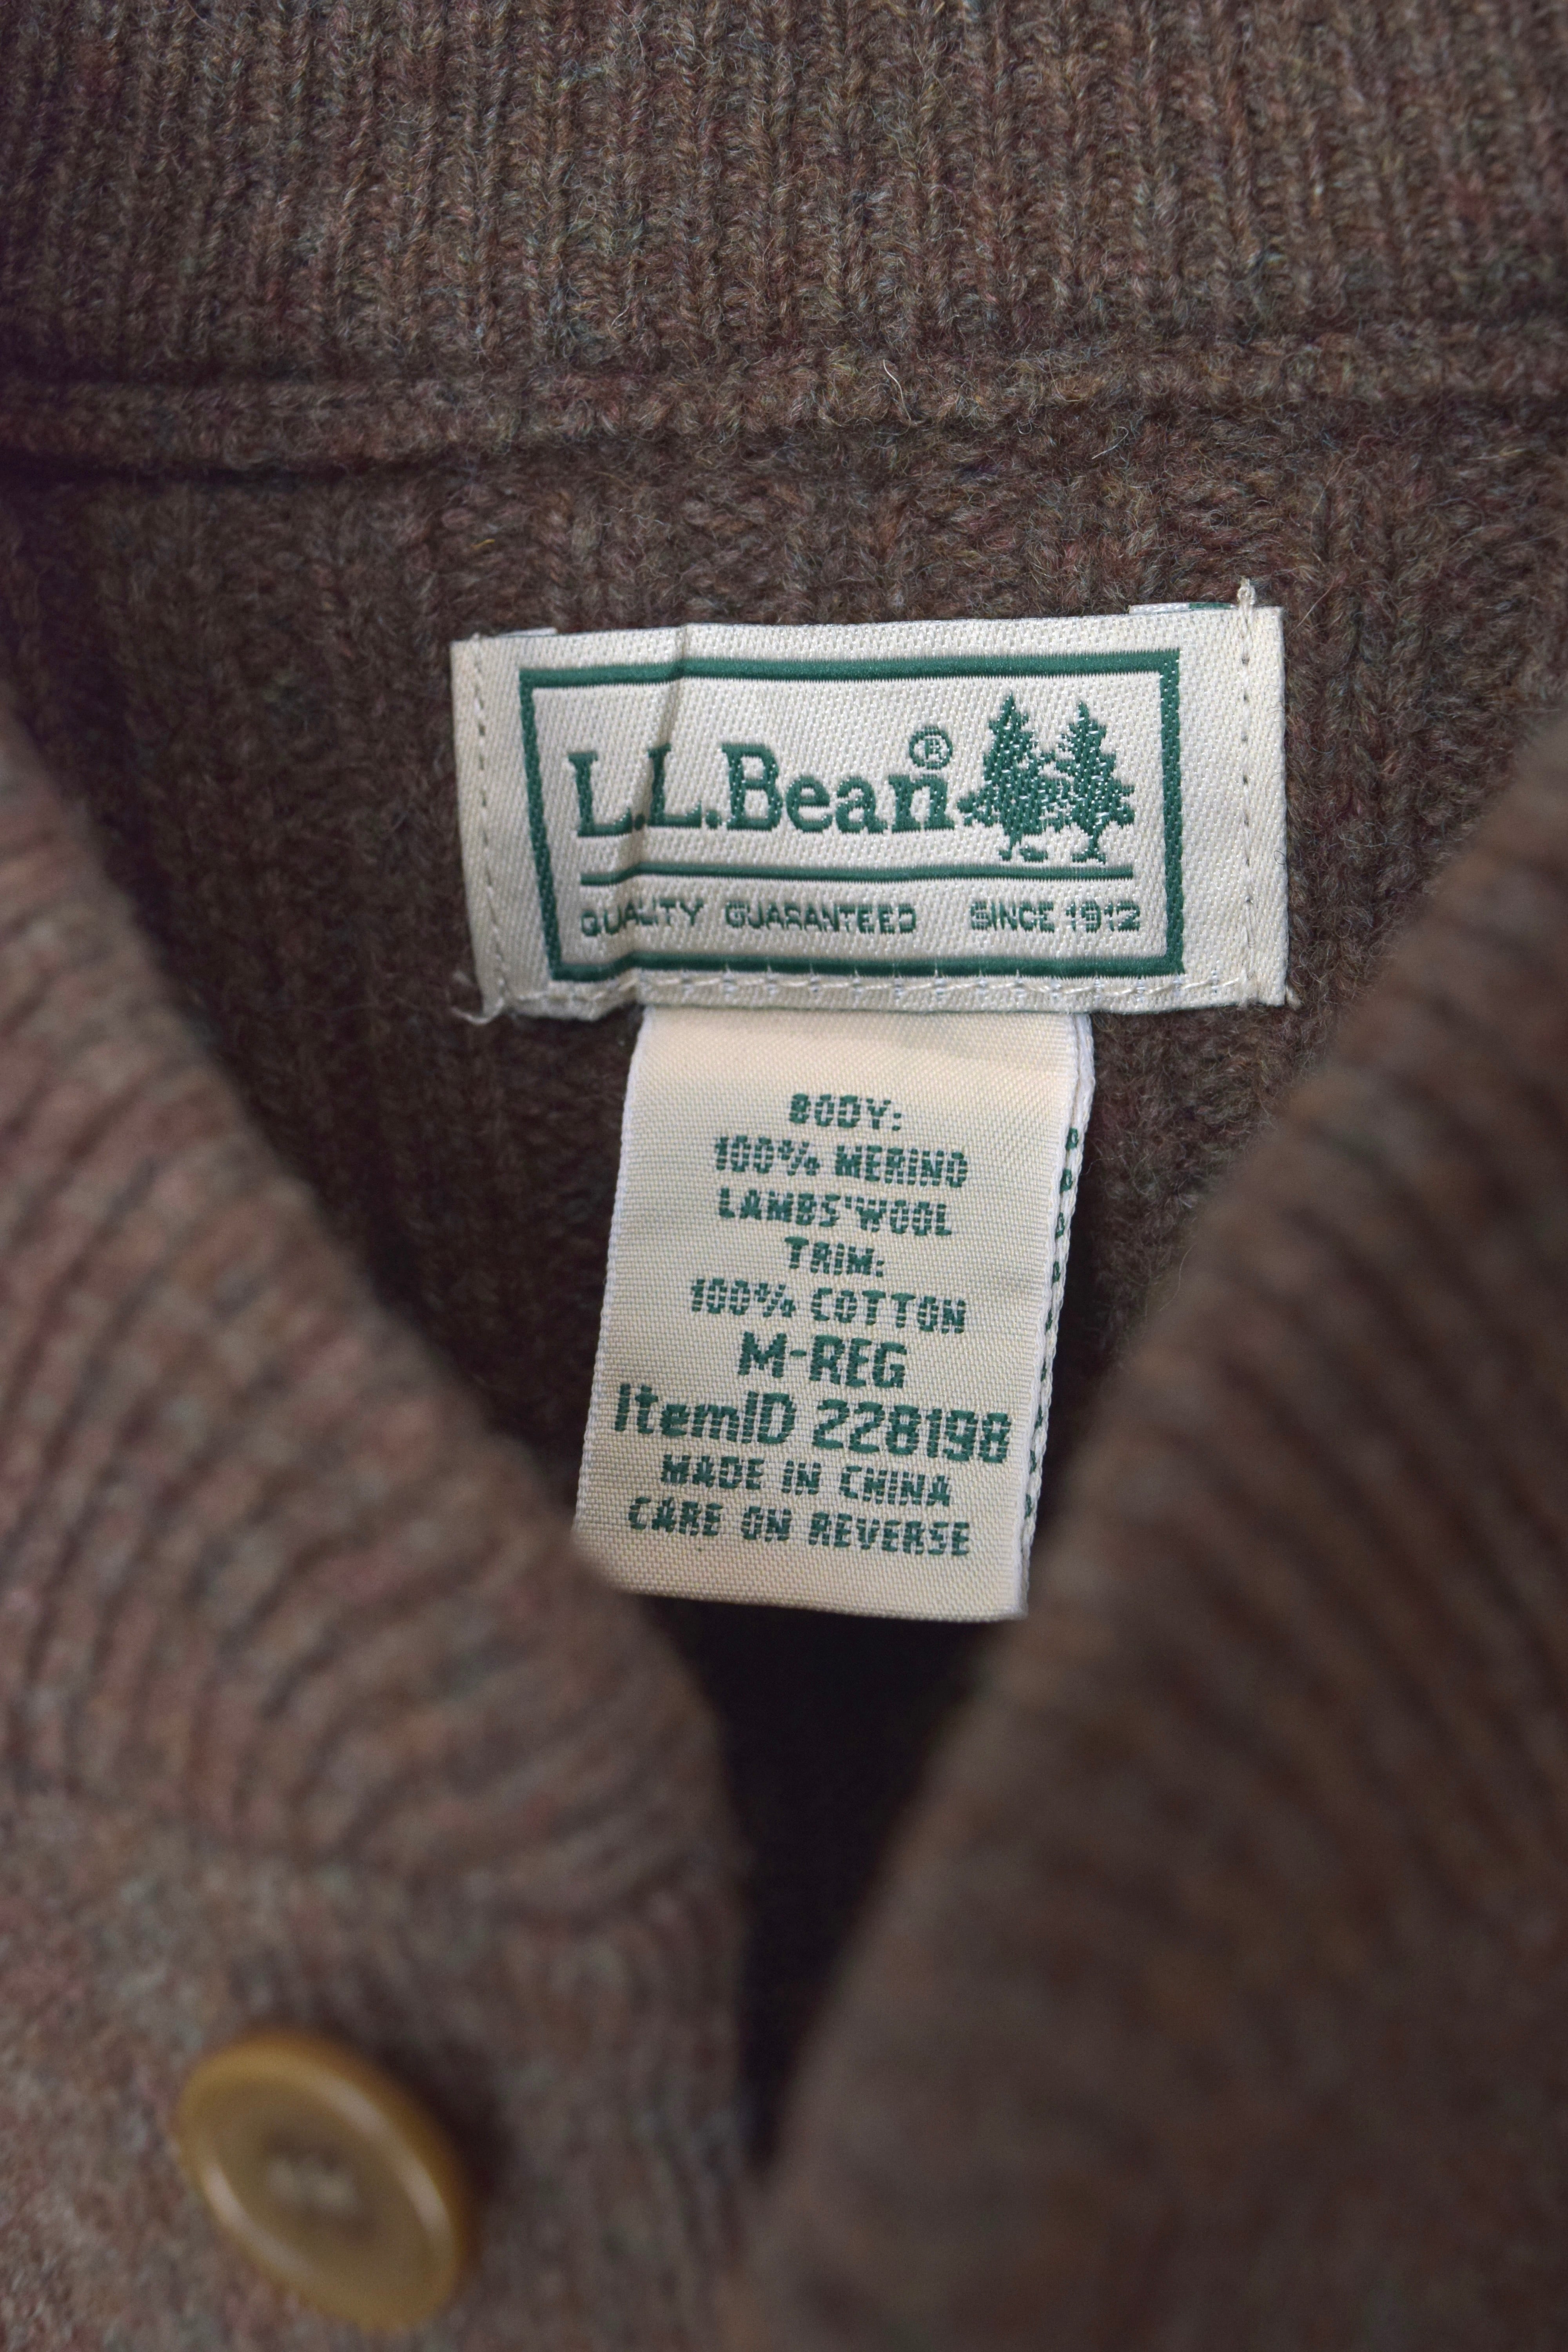 L.L.Bean®
QUALITY GUARANTEED SINCE 1912
BODY:
100% MERINO
LAMBS'WOOL
TRIM:
100% COTTON
M-REG
ItemID 228198
MADE IN CHINA
CARE ON REVERSE